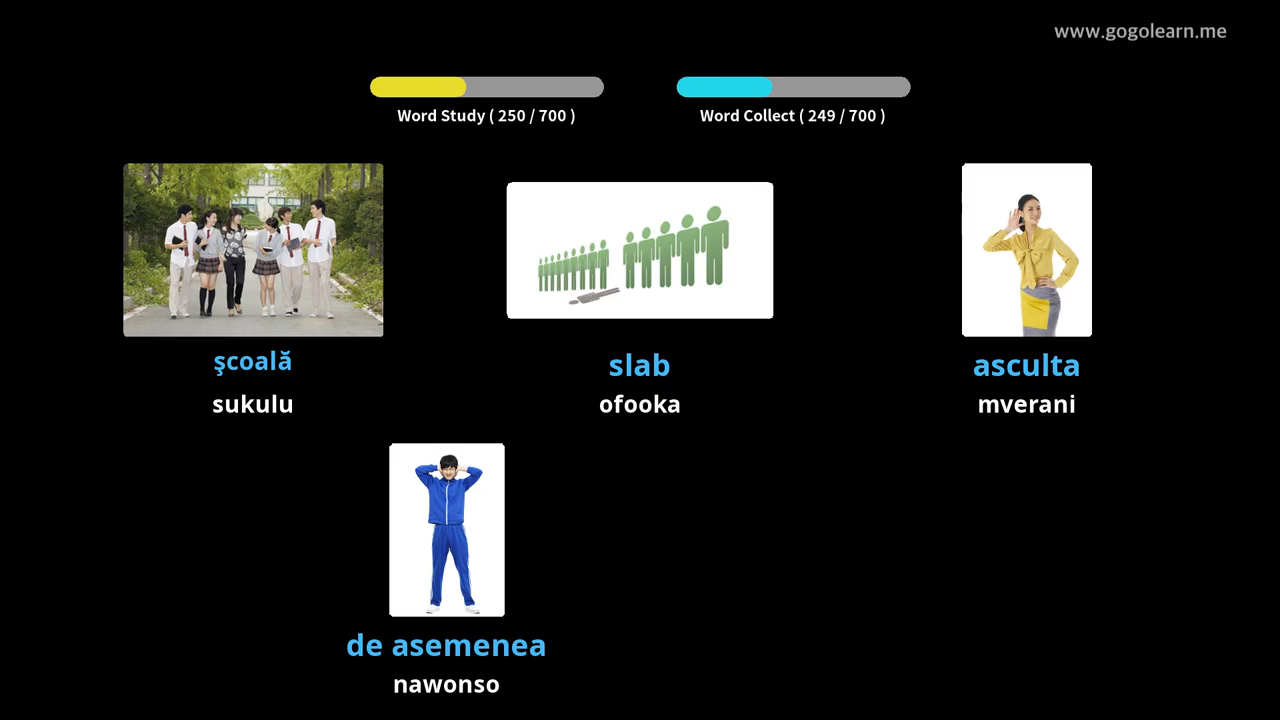 www.gogolearn.me
Word Study ( 250 / 700 )
Word Collect ( 249 / 700 )
şcoală
sukulu
slab
ofooka
asculta
mverani
de asemenea
nawonso